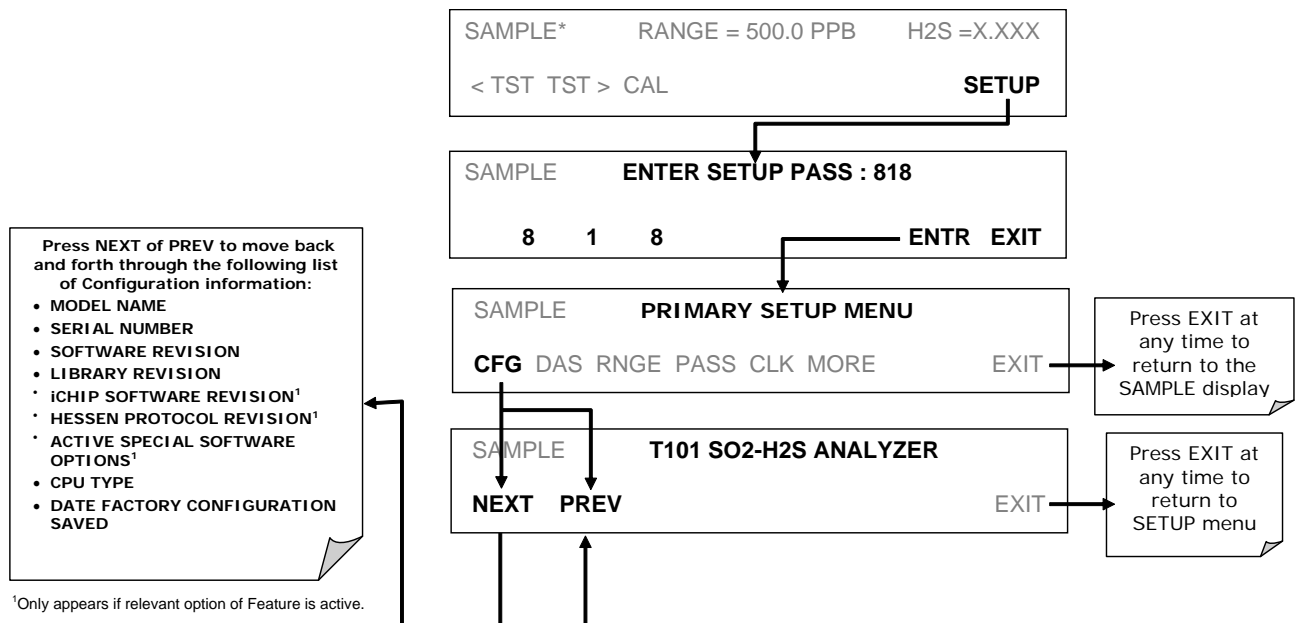 SAMPLE* RANGE = 500.0 PPB H2S =X.XXX
< TST TST > CAL SETUP
SAMPLE ENTER SETUP PASS : 818
8 1 8 ENTR EXIT
SAMPLE PRIMARY SETUP MENU
CFG DAS RNGE PASS CLK MORE EXIT
Press EXIT at
any time to
return to the
SAMPLE display
SAMPLE T101 SO2-H2S ANALYZER
NEXT PREV EXIT
Press EXIT at
any time to
return to
SETUP menu
Press NEXT of PREV to move back
and forth through the following list
of Configuration information:
• MODEL NAME
• SERIAL NUMBER
• SOFTWARE REVISION
• LIBRARY REVISION
• iCHIP SOFTWARE REVISION¹
• HESSEN PROTOCOL REVISION¹
• ACTIVE SPECIAL SOFTWARE
OPTIONS¹
• CPU TYPE
• DATE FACTORY CONFIGURATION
SAVED
¹Only appears if relevant option of Feature is active.